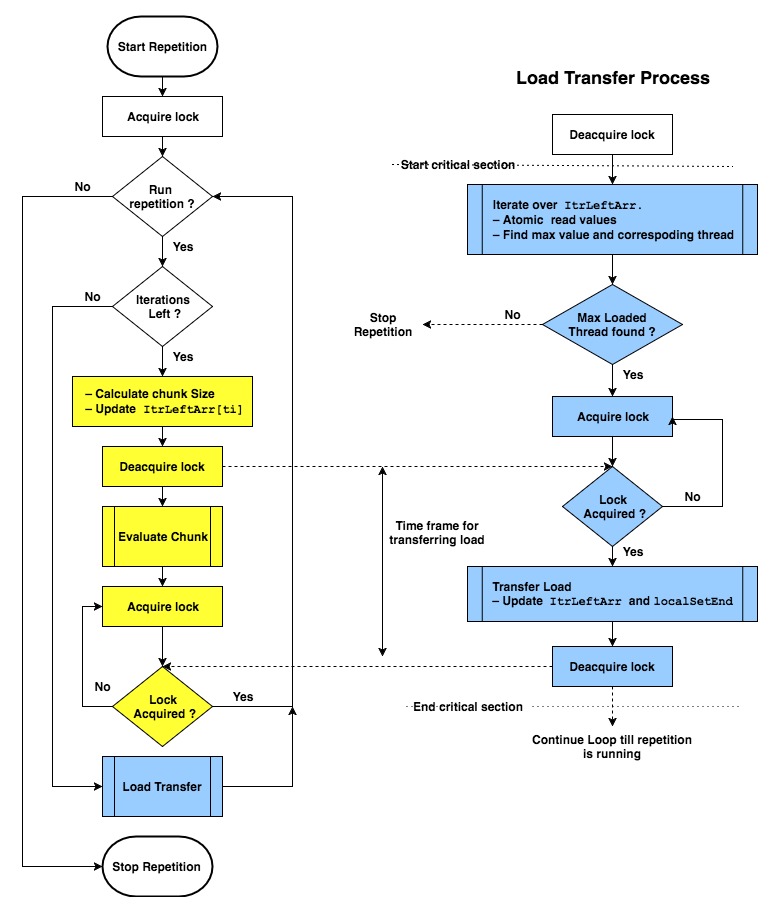 Start Repetition
Acquire lock
Run
repetition ?
No
Yes
Iterations
Left ?
No
Yes
– Calculate chunk Size
– Update ItrLeftArr[ti]
Deacquire lock
Evaluate Chunk
Acquire lock
Lock
Acquired ?
No
Yes
Load Transfer
Stop Repetition
Time frame for
transferring load
Load Transfer Process
Deacquire lock
Start critical section
Iterate over ItrLeftArr.
– Atomic read values
– Find max value and correspoding thread
Max Loaded
Thread found ?
No
Stop
Repetition
Yes
Acquire lock
Lock
Acquired ?
No
Yes
Transfer Load
– Update ItrLeftArr and localSetEnd
Deacquire lock
End critical section
Continue Loop till repetition
is running